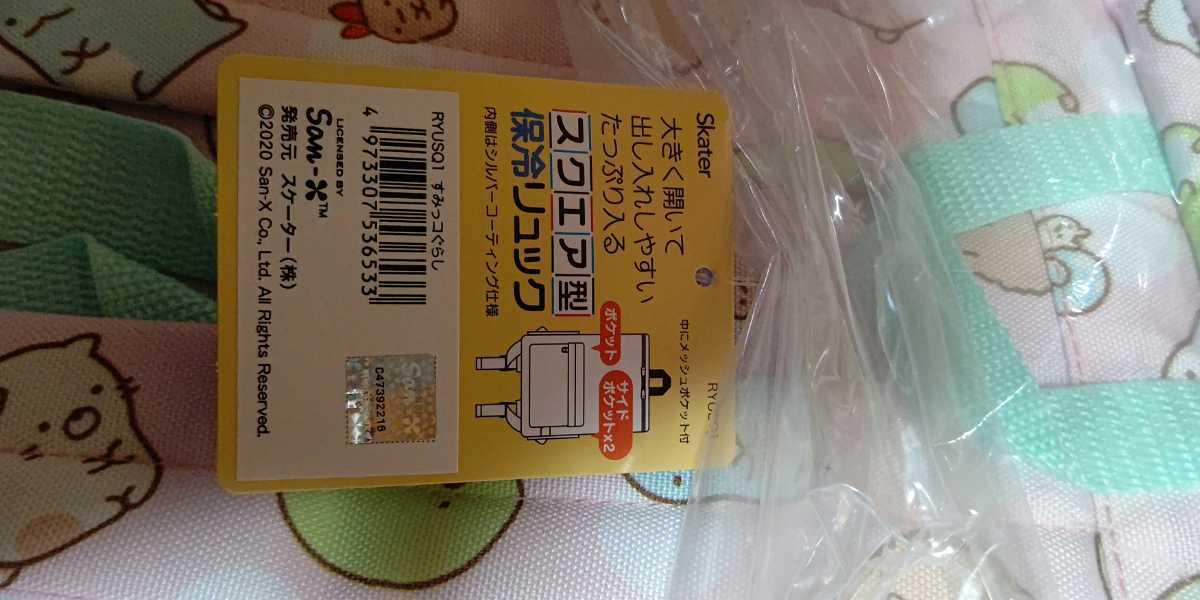 Skater
大きく開いて
出し入れしやすい
たっぷり入る
スクエア型
保冷リュック
内側はシルバーコーティング仕様
中にメッシュポケット付
RYUSQ1
ポケット
サイド
ポケット×2
RYUSQ1 すみっコぐらし
4 973307 536533
LICENSED BY
San-X™
発売元 スケーター(株)
©2020 San-X Co., Ltd. All Rights Reserved.
San-X
C47392216